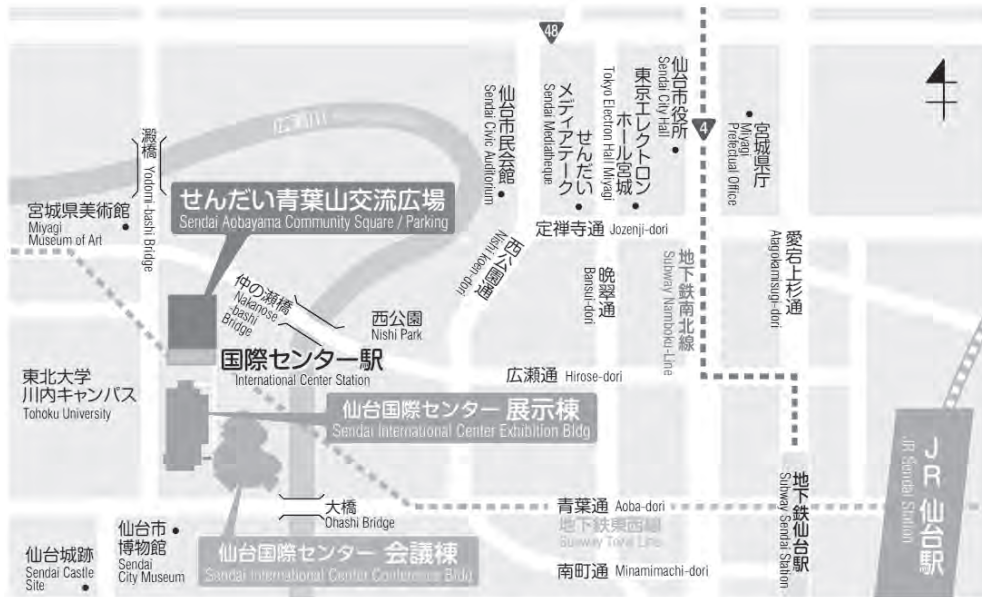 48
4
広瀬川
澱橋 Yodomi-bashi Bridge
仙台市民会館
Sendai Civic Auditorium
せんだい
メディアテーク
Sendai Mediatheque
東京エレクトロン
ホール宮城
Tokyo Electron Hall Miyagi
仙台市役所
Sendai City Hall
宮城県庁
Miyagi
Prefectual Office
せんだい青葉山交流広場
Sendai Aobayama Community Square / Parking
宮城県美術館
Miyagi
Museum of Art
定禅寺通 Jozenji-dori
西公園通
Nishi Koen-dori
晩翠通
Bansui-dori
地下鉄南北線
Subway Namboku-Line
愛宕上杉通
Atagokamisugi-dori
仲の瀬橋
Nakanose
-bashi
Bridge
西公園
Nishi Park
国際センター駅
International Center Station
東北大学
川内キャンパス
Tohoku University
広瀬通 Hirose-dori
仙台国際センター 展示棟
Sendai International Center Exhibition Bldg
JR 仙台駅
JR Sendai Station
地下鉄仙台駅
Subway Sendai Station
大橋
Ohashi Bridge
青葉通 Aoba-dori
地下鉄東西線
Subway Tozai Line
仙台市
博物館
Sendai
City Museum
仙台国際センター 会議棟
Sendai International Center Conference Bldg
仙台城跡
Sendai Castle
Site
南町通 Minamimachi-dori